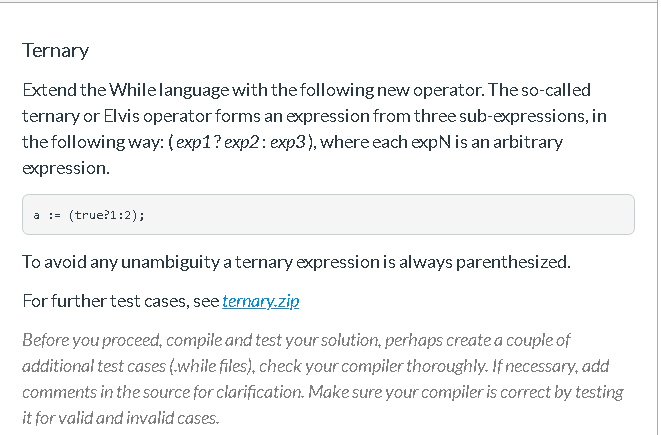 Ternary
Extend the While language with the following new operator. The so-called
ternary or Elvis operator forms an expression from three sub-expressions, in
the following way: ( exp1 ? exp2 : exp3 ), where each expN is an arbitrary
expression.
a := (true?1:2);
To avoid any unambiguity a ternary expression is always parenthesized.
For further test cases, see ternary.zip
Before you proceed, compile and test your solution, perhaps create a couple of
additional test cases (.while files), check your compiler thoroughly. If necessary, add
comments in the source for clarification. Make sure your compiler is correct by testing
it for valid and invalid cases.